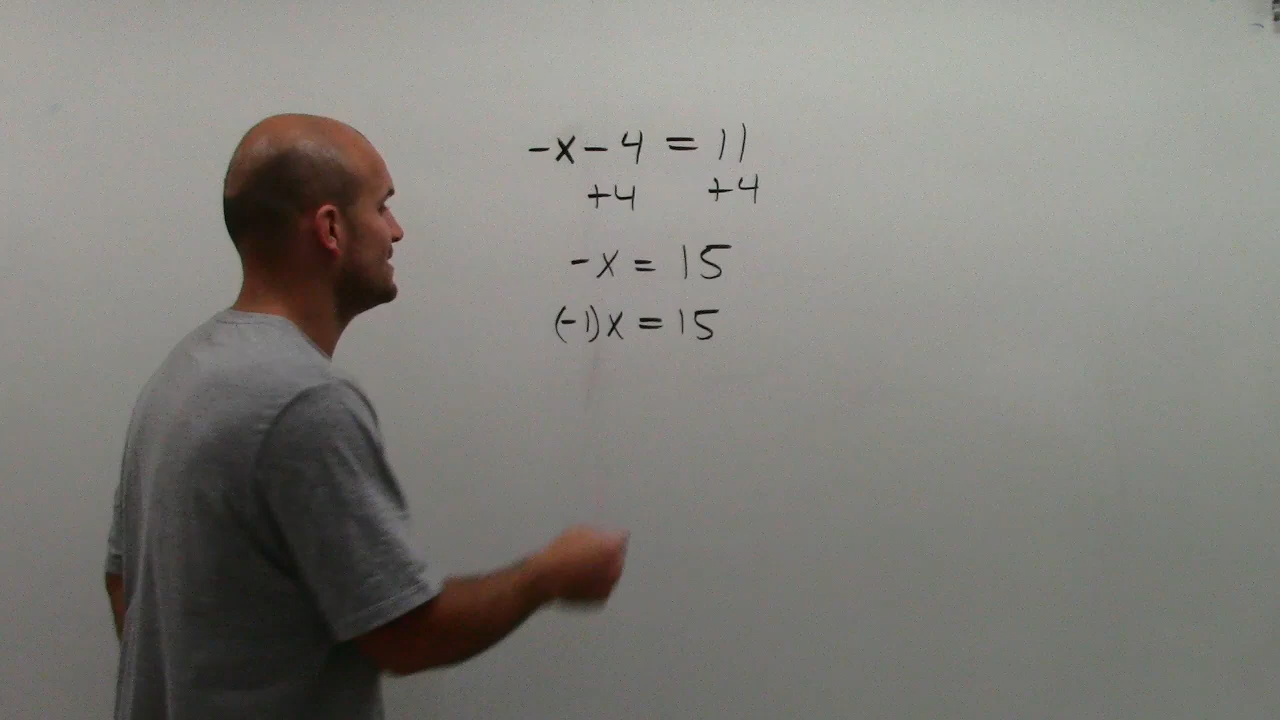 -x-4 = 11
+4 +4
-x = 15
(-1)x = 15